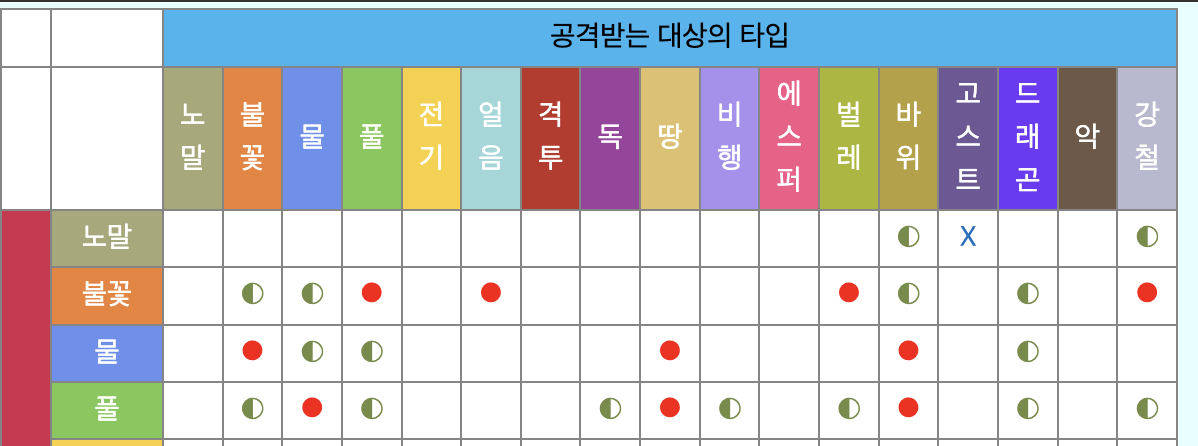 공격받는 대상의 타입
노말 불꽃 물 풀 전기 얼음 격투 독 땅 비행 에스퍼 벌레 바위 고스트 드래곤 악 강철
노말 X
불꽃
물
풀